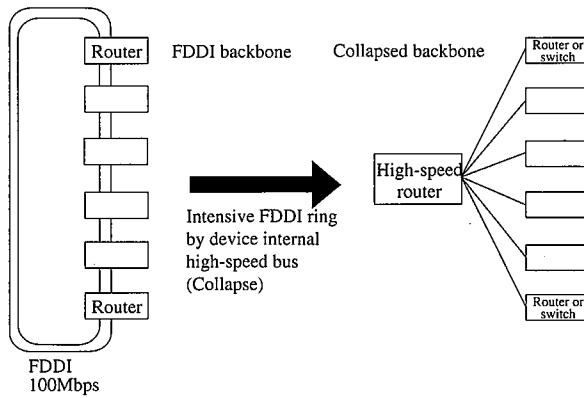 Router
FDDI backbone
Collapsed backbone
Router or
switch
High-speed
router
Intensive FDDI ring
by device internal
high-speed bus
(Collapse)
Router
Router or
switch
FDDI
100Mbps